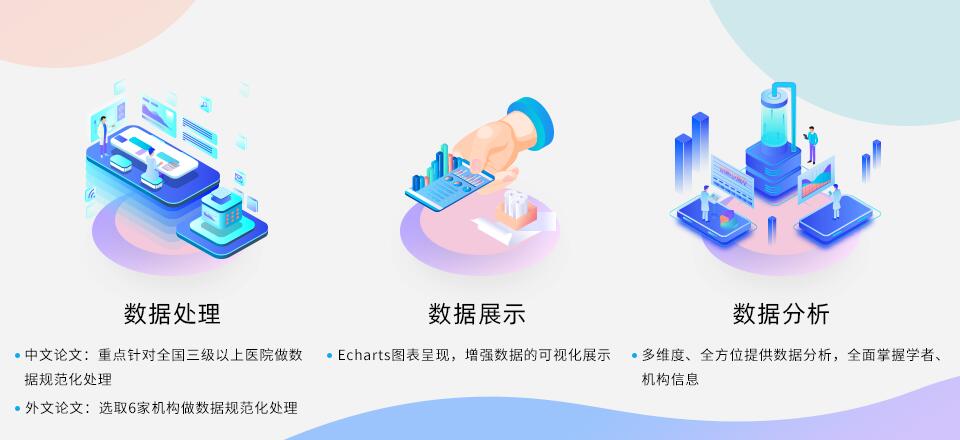 数据处理
中文论文：重点针对全国三级以上医院做数
据规范化处理
外文论文：选取6家机构做数据规范化处理
数据展示
Echarts图表呈现，增强数据的可视化展示
数据分析
多维度、全方位提供数据分析，全面掌握学者、
机构信息